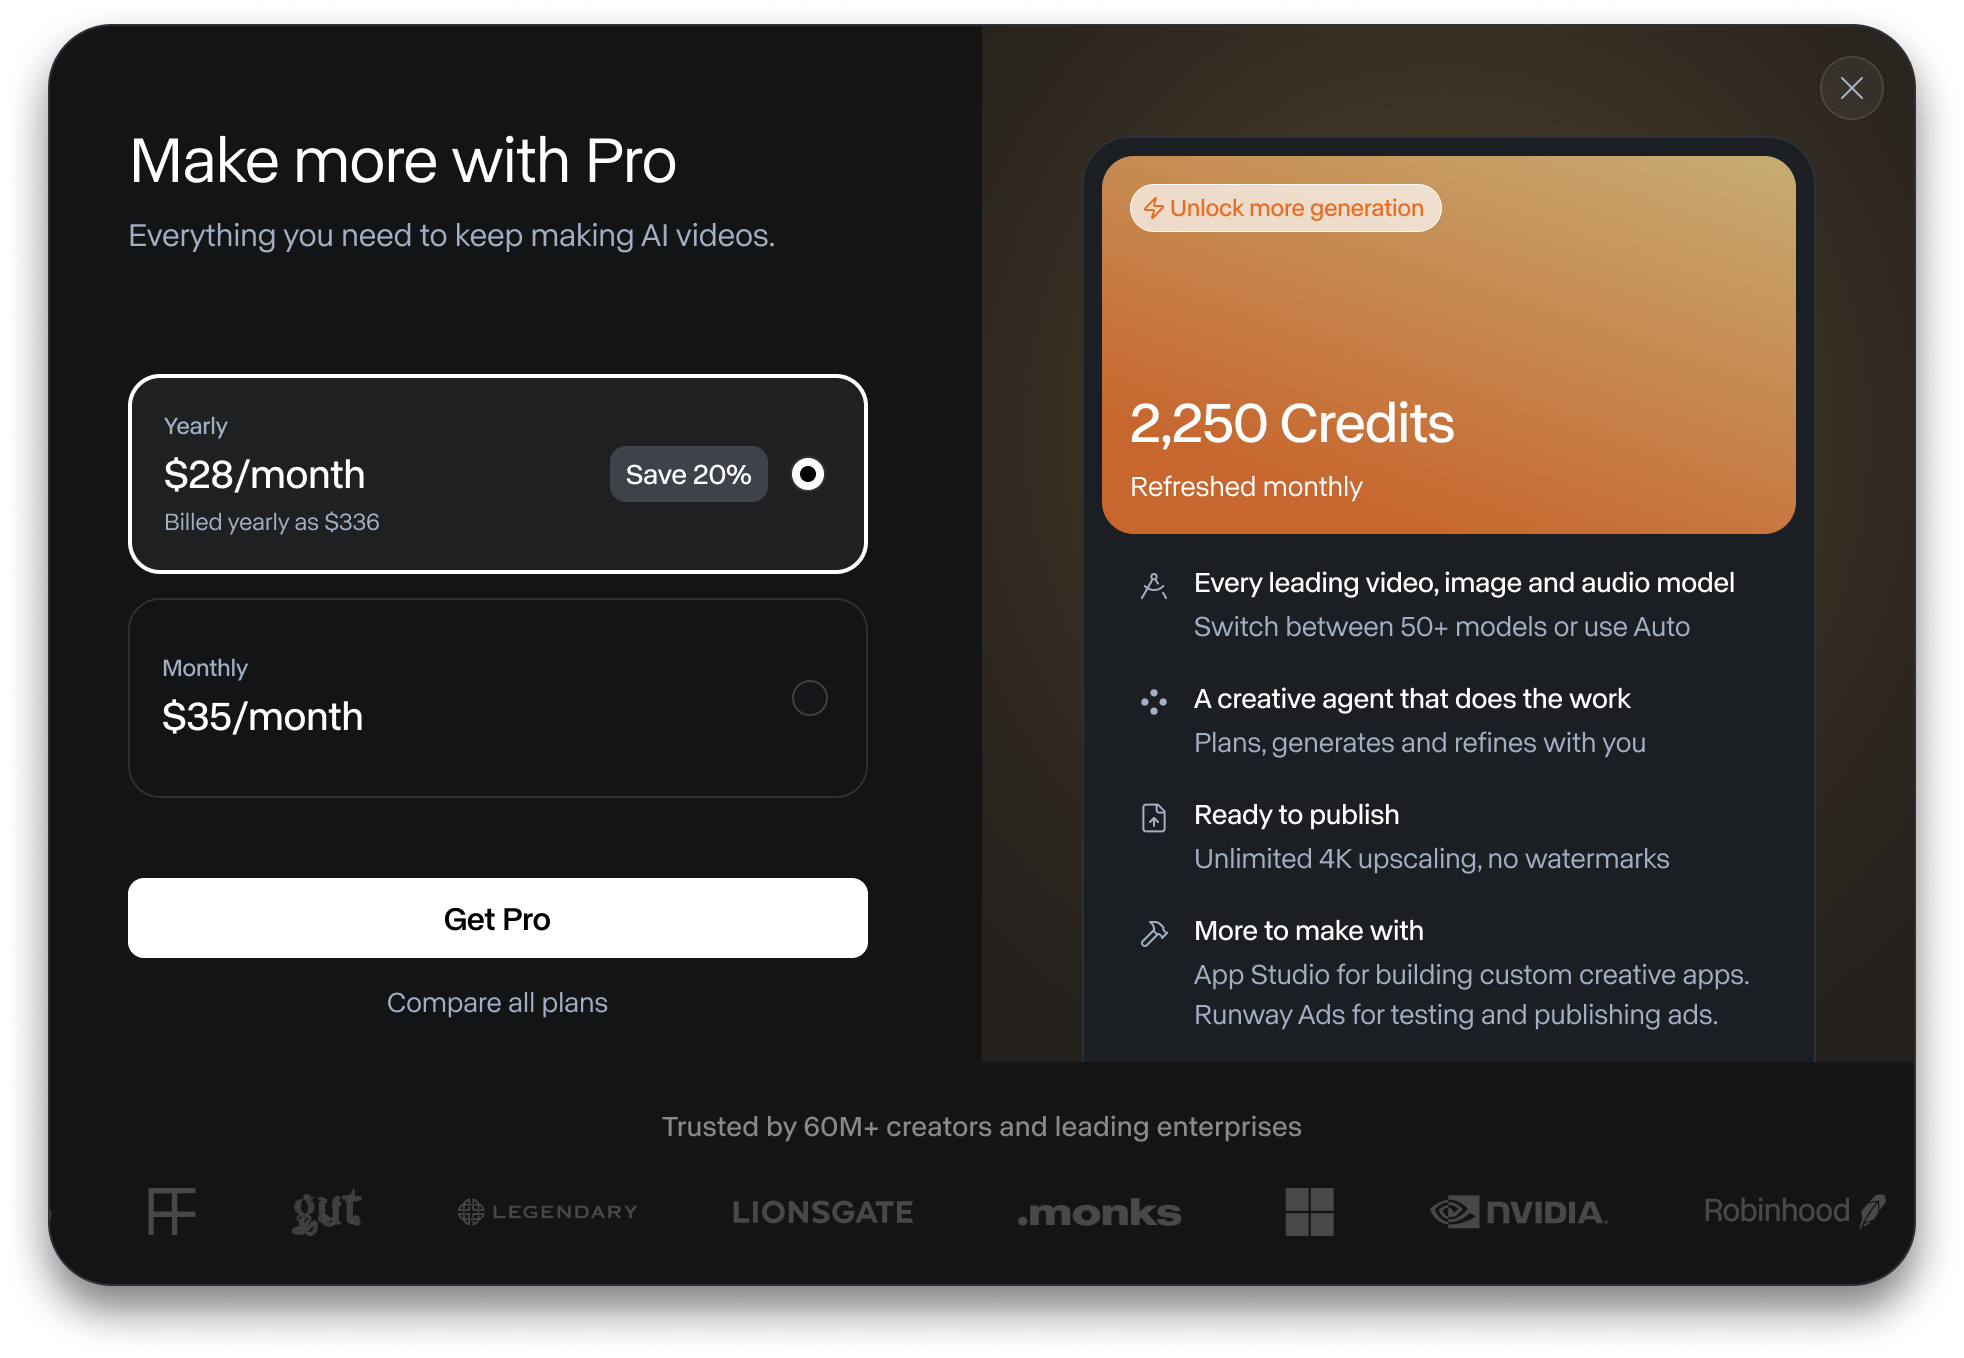 Make more with Pro
Everything you need to keep making AI videos.
Yearly
$28/month
Save 20%
Billed yearly as $336
Monthly
$35/month
Get Pro
Compare all plans
Unlock more generation
2,250 Credits
Refreshed monthly
Every leading video, image and audio model
Switch between 50+ models or use Auto
A creative agent that does the work
Plans, generates and refines with you
Ready to publish
Unlimited 4K upscaling, no watermarks
More to make with
App Studio for building custom creative apps.
Runway Ads for testing and publishing ads.
Trusted by 60M+ creators and leading enterprises
gut
LEGENDARY
LIONSGATE
.monks
NVIDIA.
Robinhood